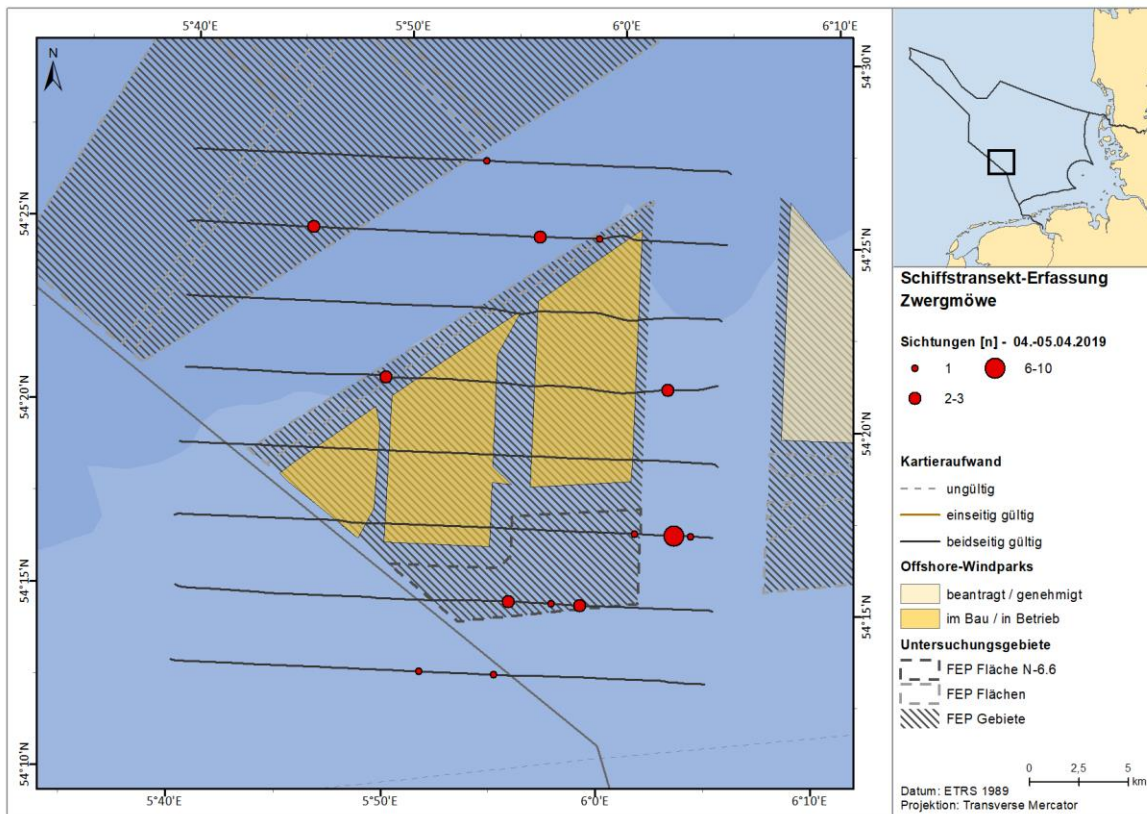 5°40'E 5°50'E 6°0'E 6°10'E
N
54°30'N
54°25'N 54°25'N
54°20'N 54°20'N
54°15'N 54°15'N
54°10'N
5°40'E 5°50'E 6°0'E 6°10'E
Schiffstransekt-Erfassung
Zwergmöwe
Sichtungen [n] - 04.-05.04.2019
1 6-10
2-3
Kartieraufwand
ungültig
einseitig gültig
beidseitig gültig
Offshore-Windparks
beantragt / genehmigt
im Bau / in Betrieb
Untersuchungsgebiete
FEP Fläche N-6.6
FEP Flächen
FEP Gebiete
0 2,5 5
km
Datum: ETRS 1989
Projektion: Transverse Mercator